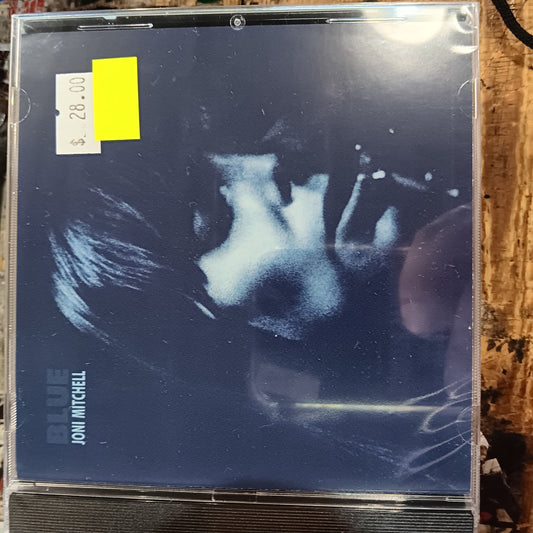 BLUE
JONI MITCHELL
$ 28.00